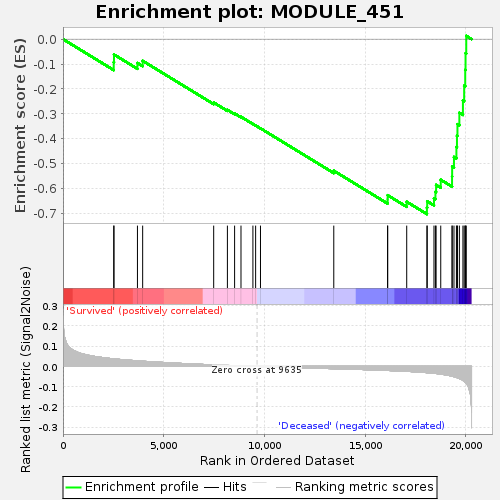 Enrichment plot: MODULE_451
Enrichment score (ES)
0.0
-0.1
-0.2
-0.3
-0.4
-0.5
-0.6
-0.7
Ranked list metric (Signal2Noise)
0.3
0.2
0.1
0.0
-0.1
-0.2
-0.3
'Survived' (positively correlated)
Zero cross at 9635
'Deceased' (negatively correlated)
0
5,000
10,000
15,000
20,000
Rank in Ordered Dataset
Enrichment profile
Hits
Ranking metric scores